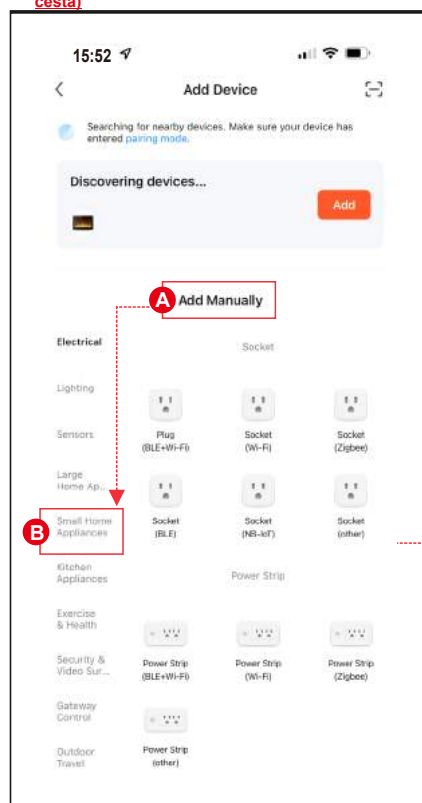 cesta)
15:52
Add Device
Searching for nearby devices. Make sure your device has
entered pairing mode.
Discovering devices...
Add
A
Add Manually
Electrical
Socket
Lighting
Sensors
Plug
(BLE+Wi-Fi)
Socket
(Wi-Fi)
Socket
(Zigbee)
Large
Home Ap...
B
Small Home
Appliances
Socket
(BLE)
Socket
(NB-IoT)
Socket
(other)
Kitchen
Appliances
Power Strip
Exercise
& Health
Security &
Video Sur...
Power Strip
(BLE+Wi-Fi)
Power Strip
(Wi-Fi)
Power Strip
(Zigbee)
Gateway
Control
Outdoor
Travel
Power Strip
(other)